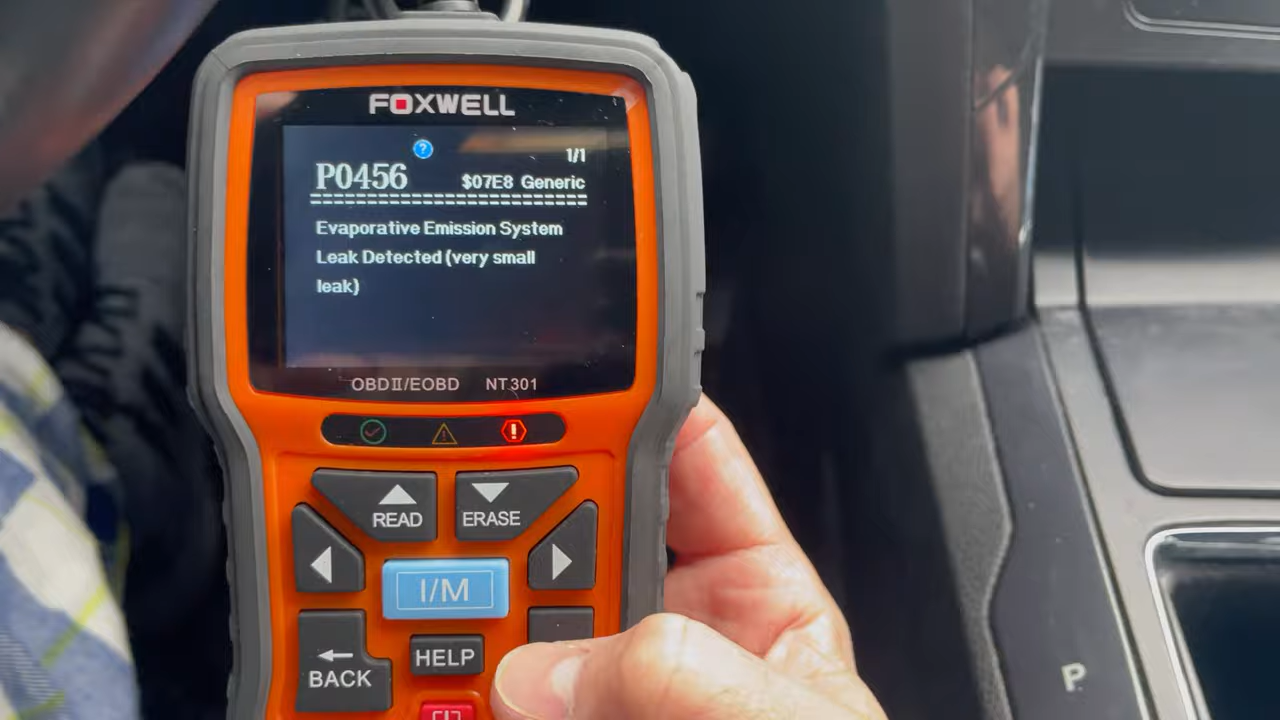 FOXWELL
?
1/1
P0456 $07E8 Generic
Evaporative Emission System
Leak Detected (very small
leak)
OBDII/EOBD NT301
READ ERASE
I/M
BACK HELP
P